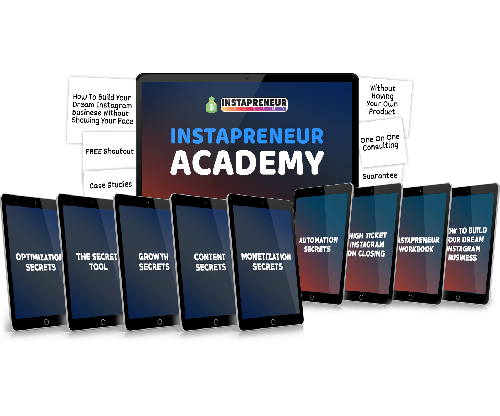 How To Build Your
Dream Instagram
Business Without
Showing Your Face
FREE Shoutout
Case Studies
INSTAPRENEUR
INSTAPRENEUR
ACADEMY
Without
Having
Your Own
Product
One On One
Consulting
Guarantee
OPTIMIZATION
SECRETS
THE SECRET
TOOL
GROWTH
SECRETS
CONTENT
SECRETS
MONETIZATION
SECRETS
AUTOMATION
SECRETS
HIGH TICKET
INSTAGRAM
DM CLOSING
INSTAPRENEUR
WORKBOOK
HOW TO BUILD
YOUR DREAM
INSTAGRAM
BUSINESS